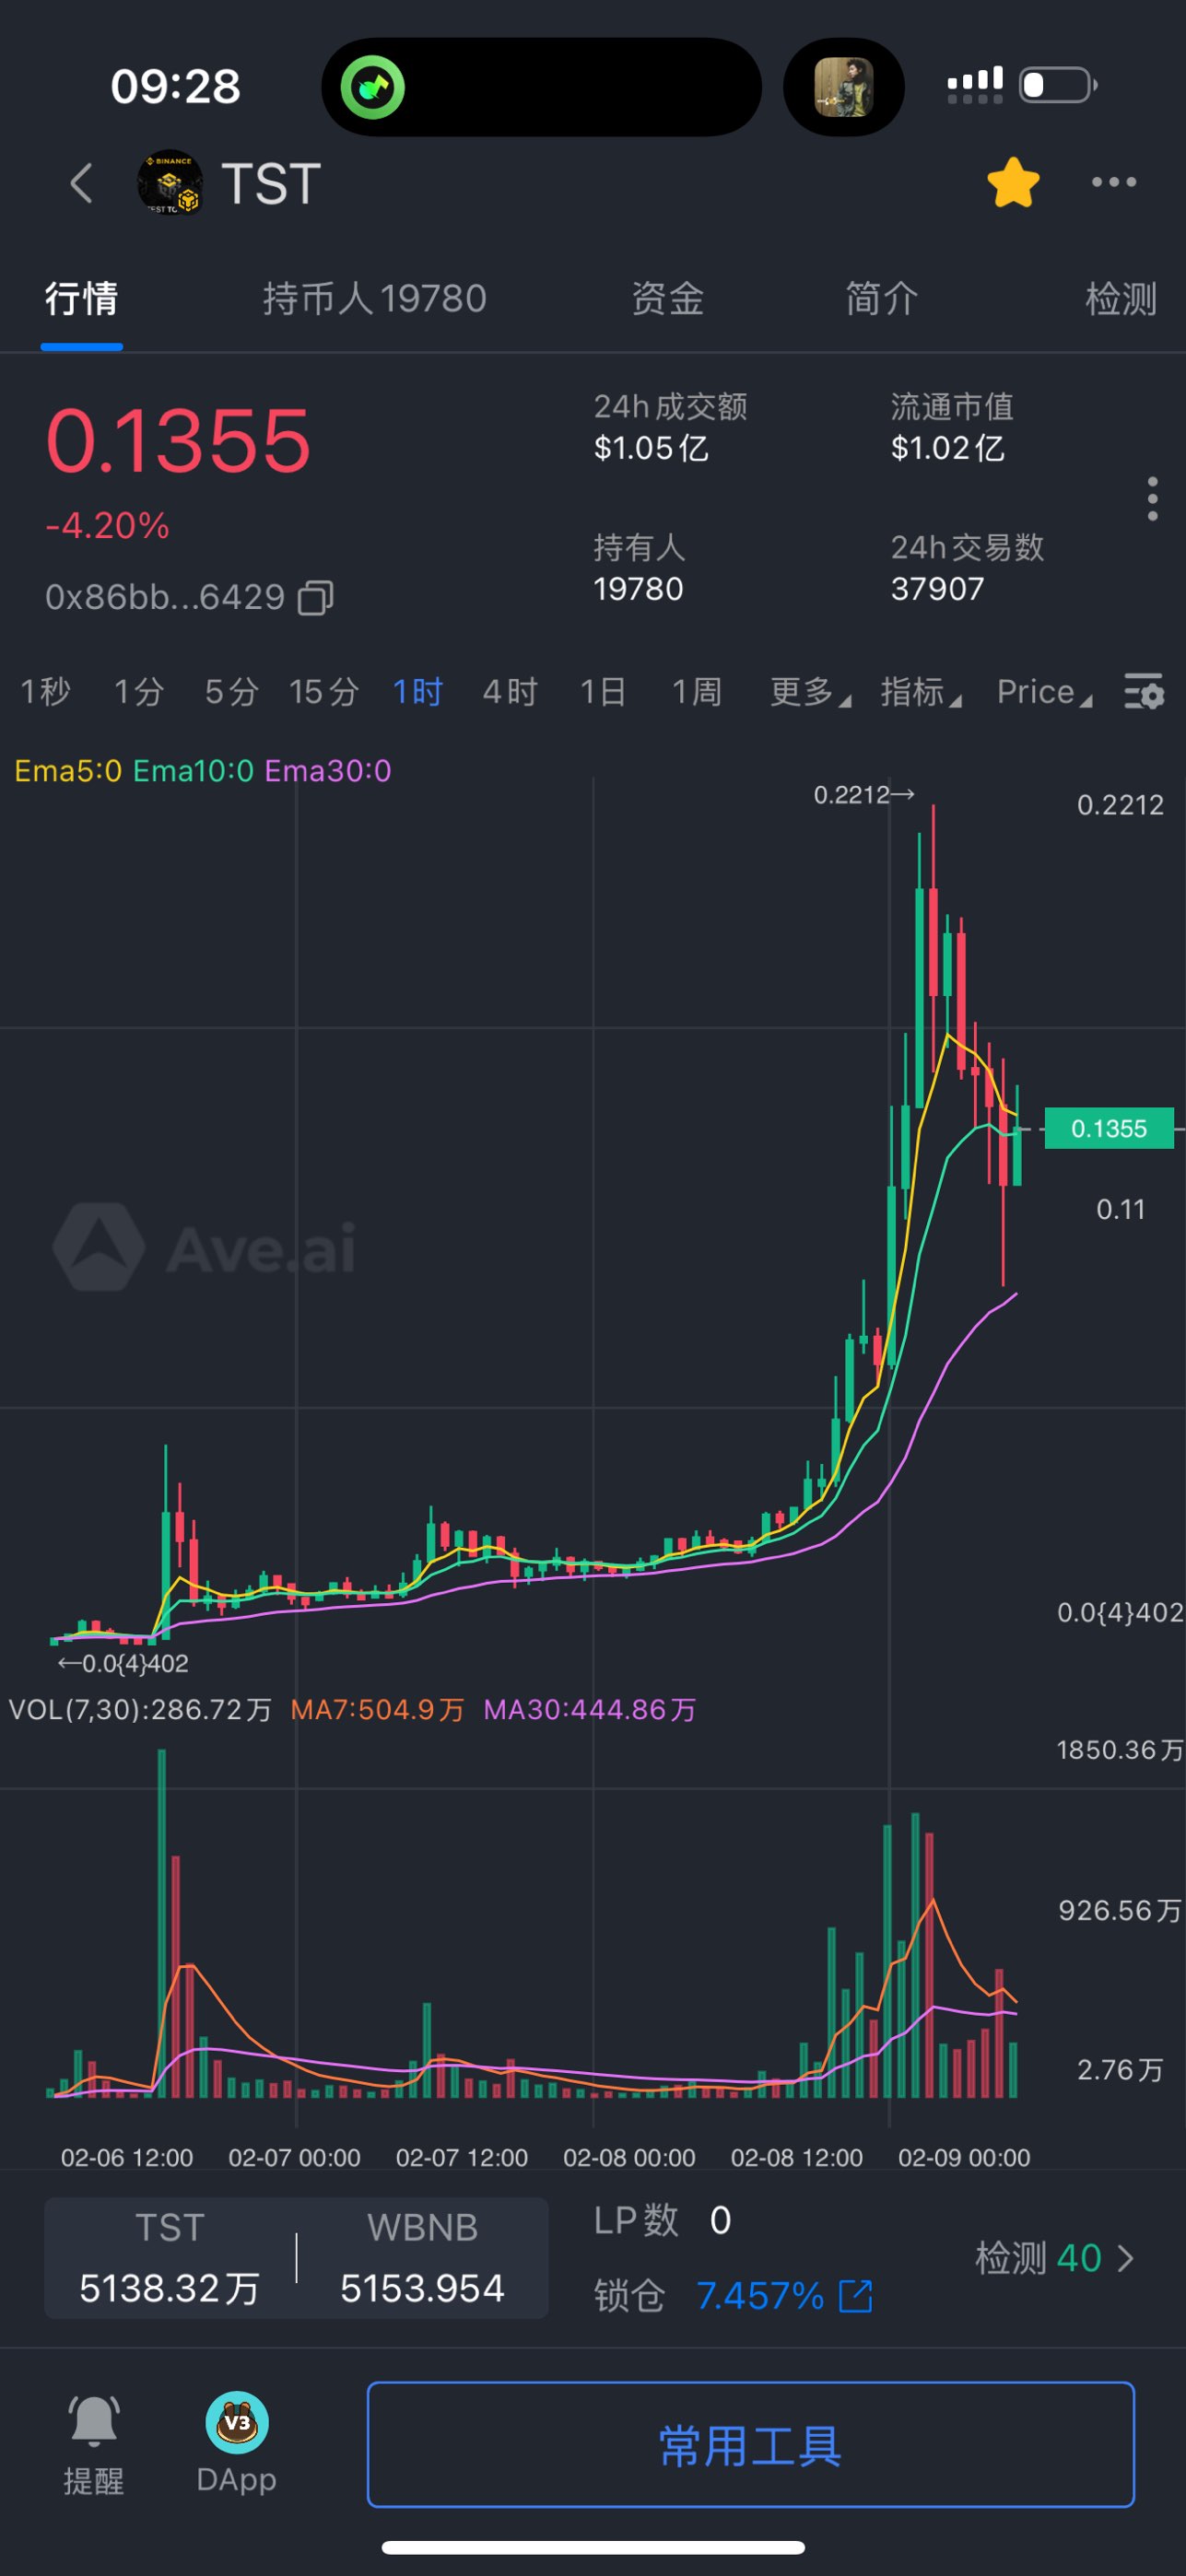 09:28
BINANCE
TST
行情 持币人19780 资金 简介 检测
0.1355
-4.20%
0x86bb...6429
24h成交额 流通市值
$1.05亿 $1.02亿
持有人 24h交易数
19780 37907
1秒 1分 5分 15分 1时 4时 1日 1周 更多 指标 Price
Ema5:0 Ema10:0 Ema30:0
0.2212→ 0.2212
0.1355
0.11
Ave.ai
0.0{4}402
←0.0{4}402
VOL(7,30):286.72万 MA7:504.9万 MA30:444.86万
1850.36万
926.56万
2.76万
02-06 12:00 02-07 00:00 02-07 12:00 02-08 00:00 02-08 12:00 02-09 00:00
TST WBNB
5138.32万 5153.954
LP数 0
锁仓 7.457%
检测 40
V3
提醒 DApp
常用工具